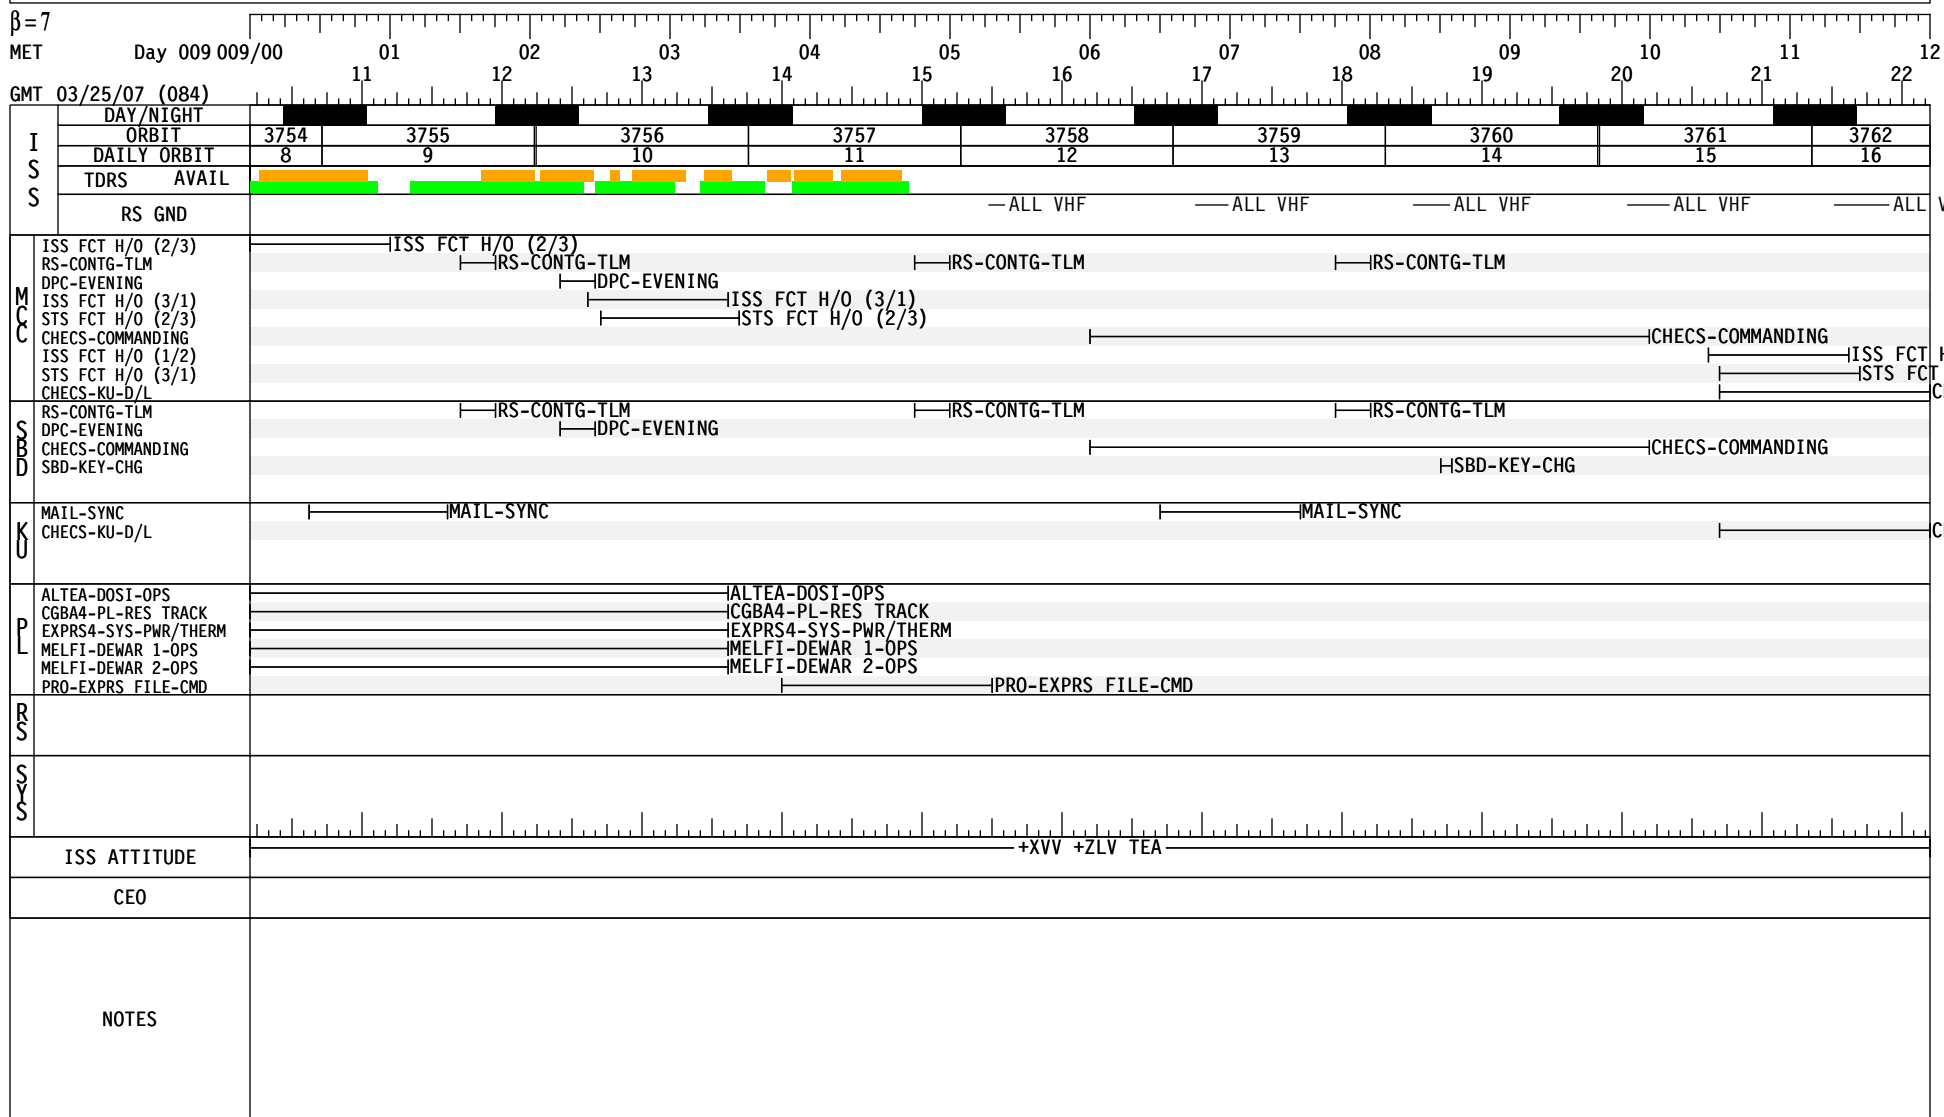 β=7
MET Day 009 009/00 01 02 03 04 05 06 07 08 09 10 11 12
11 12 13 14 15 16 17 18 19 20 21 22
GMT 03/25/07 (084)
ISS
DAY/NIGHT
ORBIT 3754 3755 3756 3757 3758 3759 3760 3761 3762
DAILY ORBIT 8 9 10 11 12 13 14 15 16
TDRS AVAIL
RS GND ALL VHF ALL VHF ALL VHF ALL VHF ALL V
MCC
ISS FCT H/O (2/3) ISS FCT H/O (2/3)
RS-CONTG-TLM RS-CONTG-TLM RS-CONTG-TLM RS-CONTG-TLM
DPC-EVENING DPC-EVENING
ISS FCT H/O (3/1) ISS FCT H/O (3/1)
STS FCT H/O (2/3) STS FCT H/O (2/3)
CHECS-COMMANDING CHECS-COMMANDING
ISS FCT H/O (1/2) ISS FCT H
STS FCT H/O (3/1) STS FCT
CHECS-KU-D/L C
SBD
RS-CONTG-TLM RS-CONTG-TLM RS-CONTG-TLM RS-CONTG-TLM
DPC-EVENING DPC-EVENING
CHECS-COMMANDING CHECS-COMMANDING
SBD-KEY-CHG SBD-KEY-CHG
KU
MAIL-SYNC MAIL-SYNC MAIL-SYNC
CHECS-KU-D/L C
PL
ALTEA-DOSI-OPS ALTEA-DOSI-OPS
CGBA4-PL-RES TRACK CGBA4-PL-RES TRACK
EXPRS4-SYS-PWR/THERM EXPRS4-SYS-PWR/THERM
MELFI-DEWAR 1-OPS MELFI-DEWAR 1-OPS
MELFI-DEWAR 2-OPS MELFI-DEWAR 2-OPS
PRO-EXPRS FILE-CMD PRO-EXPRS FILE-CMD
RS
SYS
ISS ATTITUDE +XVV +ZLV TEA
CEO
NOTES